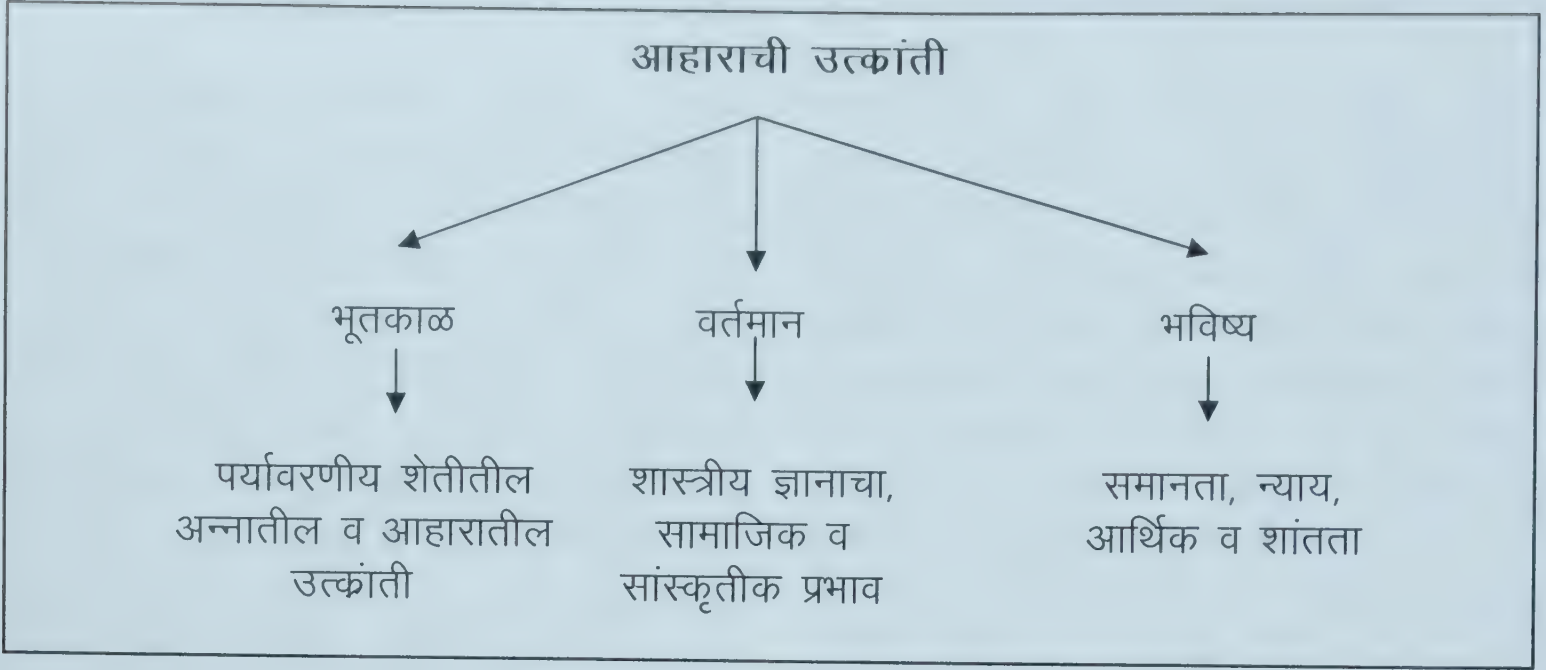 आहाराची उत्क्रांती
भूतकाळ
वर्तमान
भविष्य
पर्यावरणीय शेतीतील
अन्नातील व आहारातील
उत्क्रांती
शास्त्रीय ज्ञानाचा,
सामाजिक व
सांस्कृतीक प्रभाव
समानता, न्याय,
आर्थिक व शांतता